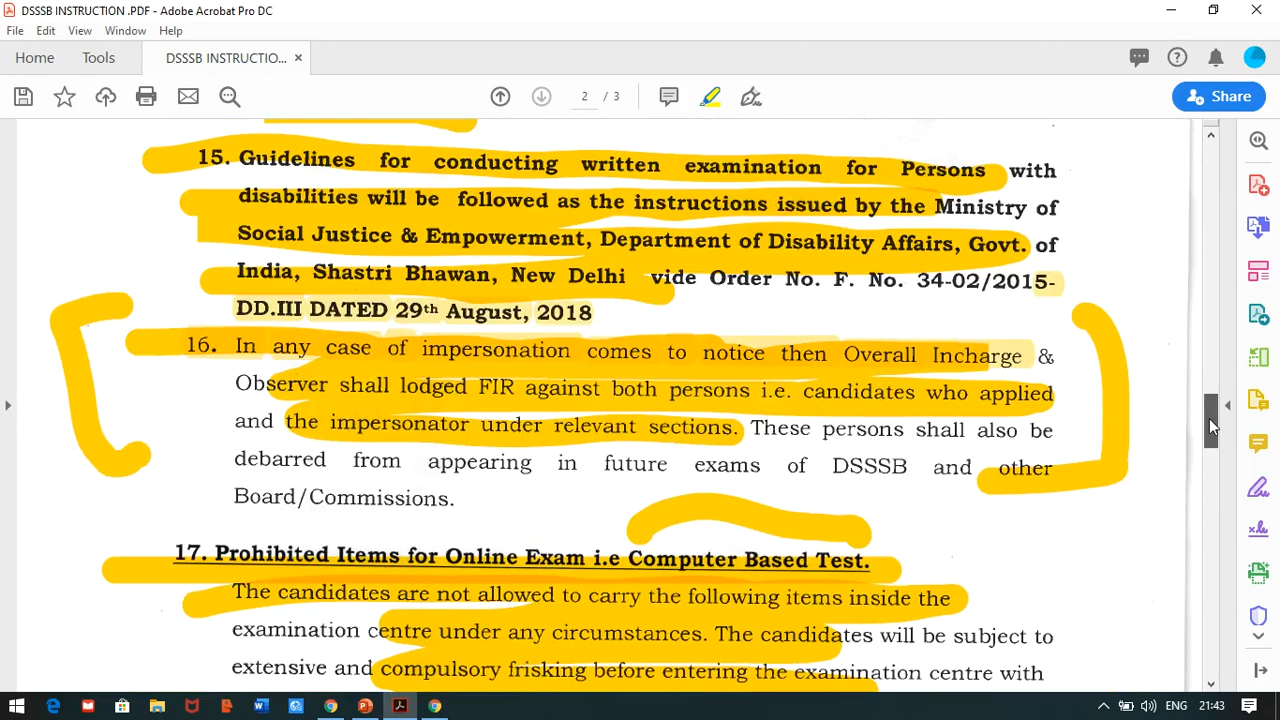 DSSSB INSTRUCTION .PDF - Adobe Acrobat Pro DC
File Edit View Window Help
Home Tools DSSSB INSTRUCTIO... ×
2 / 3
Share
15. Guidelines for conducting written examination for Persons with
disabilities will be followed as the instructions issued by the Ministry of
Social Justice & Empowerment, Department of Disability Affairs, Govt. of
India, Shastri Bhawan, New Delhi vide Order No. F. No. 34-02/2015-
DD.III DATED 29th August, 2018
16. In any case of impersonation comes to notice then Overall Incharge &
Observer shall lodged FIR against both persons i.e. candidates who applied
and the impersonator under relevant sections. These persons shall also be
debarred from appearing in future exams of DSSSB and other
Board/Commissions.
17. Prohibited Items for Online Exam i.e Computer Based Test.
The candidates are not allowed to carry the following items inside the
examination centre under any circumstances. The candidates will be subject to
extensive and compulsory frisking before entering the examination centre with
ENG 21:43